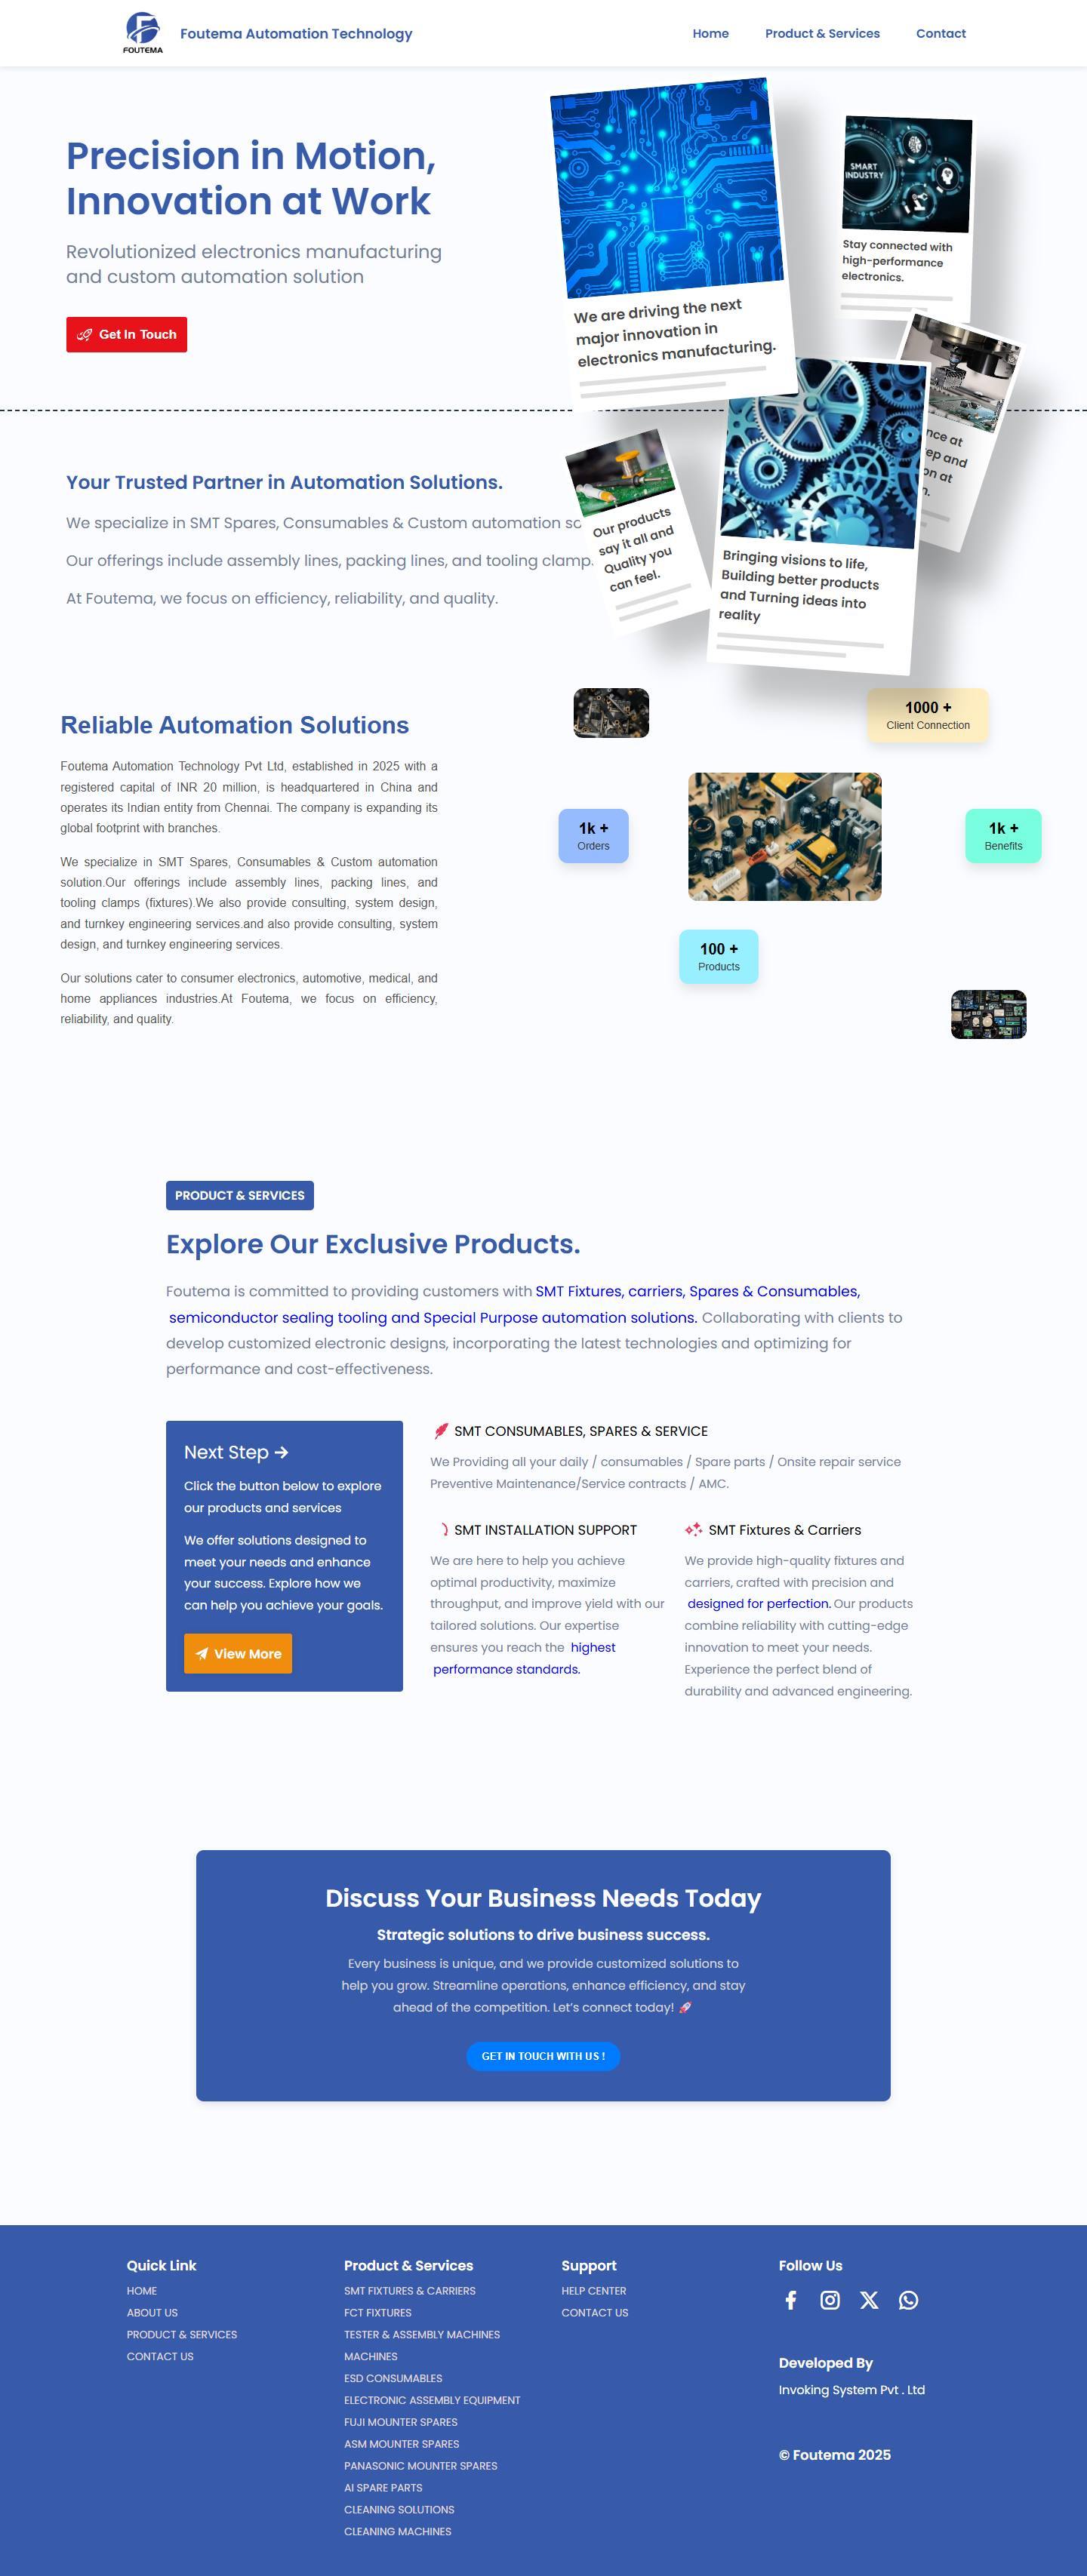 FOUTEMA
Foutema Automation Technology
Home
Product & Services
Contact
Precision in Motion,
Innovation at Work
Revolutionized electronics manufacturing
and custom automation solution
Get In Touch
We are driving the next
major innovation in
electronics manufacturing.
SMART
INDUSTRY
Stay connected with
high-performance
electronics.
nce at
ep and
on at
n.
Our products
say it all and
Quality you
can feel.
Bringing visions to life,
Building better products
and Turning ideas into
reality
Your Trusted Partner in Automation Solutions.
We specialize in SMT Spares, Consumables & Custom automation so
Our offerings include assembly lines, packing lines, and tooling clamp.
At Foutema, we focus on efficiency, reliability, and quality.
Reliable Automation Solutions
Foutema Automation Technology Pvt Ltd, established in 2025 with a
registered capital of INR 20 million, is headquartered in China and
operates its Indian entity from Chennai. The company is expanding its
global footprint with branches.
We specialize in SMT Spares, Consumables & Custom automation
solution.Our offerings include assembly lines, packing lines, and
tooling clamps (fixtures).We also provide consulting, system design,
and turnkey engineering services.and also provide consulting, system
design, and turnkey engineering services.
Our solutions cater to consumer electronics, automotive, medical, and
home appliances industries.At Foutema, we focus on efficiency,
reliability, and quality.
1000 +
Client Connection
1k +
Orders
1k +
Benefits
100 +
Products
PRODUCT & SERVICES
Explore Our Exclusive Products.
Foutema is committed to providing customers with SMT Fixtures, carriers, Spares & Consumables,
semiconductor sealing tooling and Special Purpose automation solutions. Collaborating with clients to
develop customized electronic designs, incorporating the latest technologies and optimizing for
performance and cost-effectiveness.
Next Step →
Click the button below to explore
our products and services
We offer solutions designed to
meet your needs and enhance
your success. Explore how we
can help you achieve your goals.
View More
SMT CONSUMABLES, SPARES & SERVICE
We Providing all your daily / consumables / Spare parts / Onsite repair service
Preventive Maintenance/Service contracts / AMC.
SMT INSTALLATION SUPPORT
We are here to help you achieve
optimal productivity, maximize
throughput, and improve yield with our
tailored solutions. Our expertise
ensures you reach the highest
performance standards.
SMT Fixtures & Carriers
We provide high-quality fixtures and
carriers, crafted with precision and
designed for perfection. Our products
combine reliability with cutting-edge
innovation to meet your needs.
Experience the perfect blend of
durability and advanced engineering.
Discuss Your Business Needs Today
Strategic solutions to drive business success.
Every business is unique, and we provide customized solutions to
help you grow. Streamline operations, enhance efficiency, and stay
ahead of the competition. Let's connect today! 🚀
GET IN TOUCH WITH US !
Quick Link
HOME
ABOUT US
PRODUCT & SERVICES
CONTACT US
Product & Services
SMT FIXTURES & CARRIERS
FCT FIXTURES
TESTER & ASSEMBLY MACHINES
MACHINES
ESD CONSUMABLES
ELECTRONIC ASSEMBLY EQUIPMENT
FUJI MOUNTER SPARES
ASM MOUNTER SPARES
PANASONIC MOUNTER SPARES
AI SPARE PARTS
CLEANING SOLUTIONS
CLEANING MACHINES
Support
HELP CENTER
CONTACT US
Follow Us
Developed By
Invoking System Pvt . Ltd
© Foutema 2025